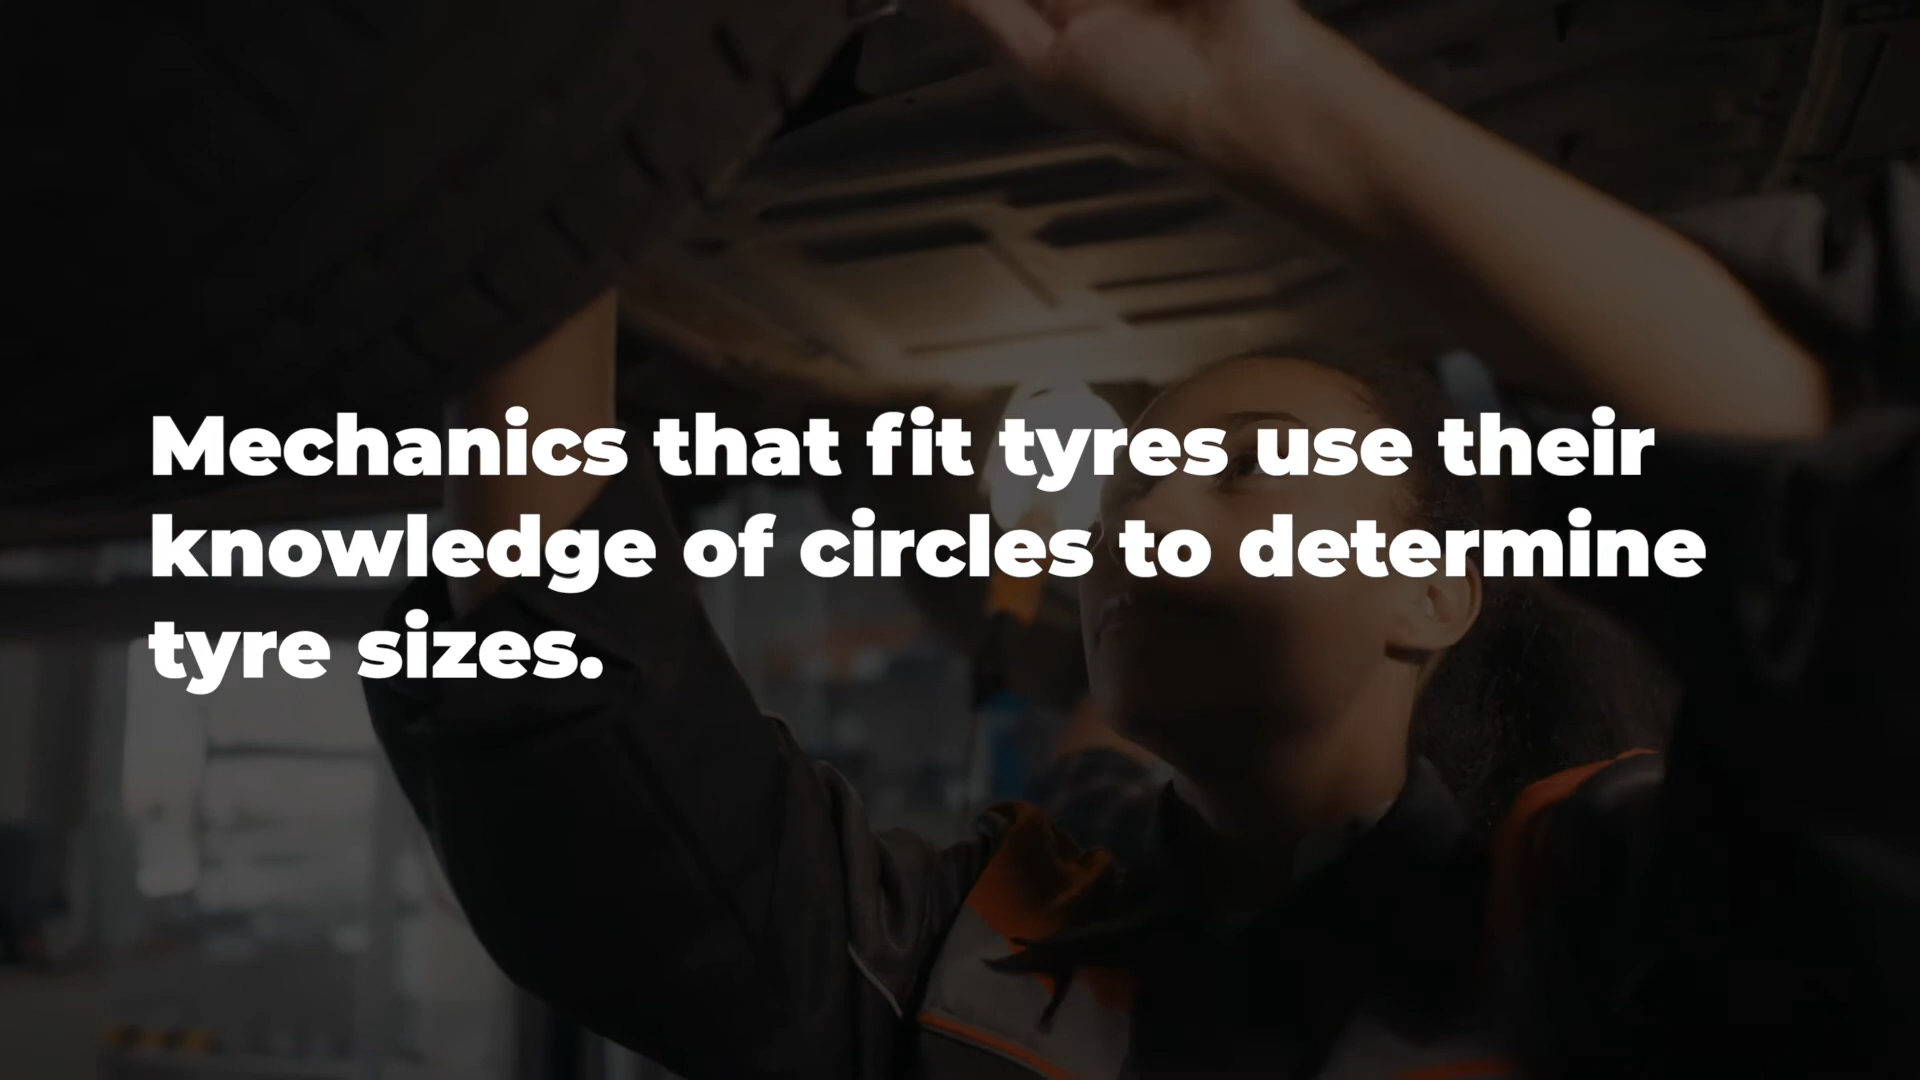 Mechanics that fit tyres use their
knowledge of circles to determine
tyre sizes.